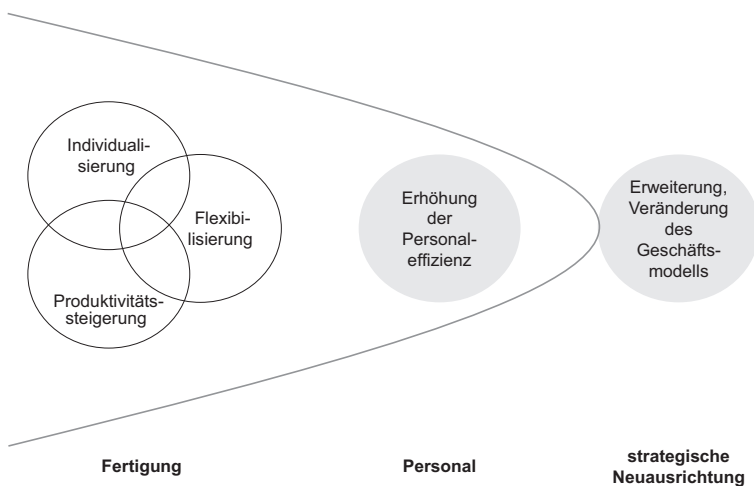 Individuali-
sierung
Flexibi-
lisierung
Produktivitäts-
steigerung
Erhöhung
der
Personal-
effizienz
Erweiterung,
Veränderung
des
Geschäfts-
modells
Fertigung
Personal
strategische
Neuausrichtung